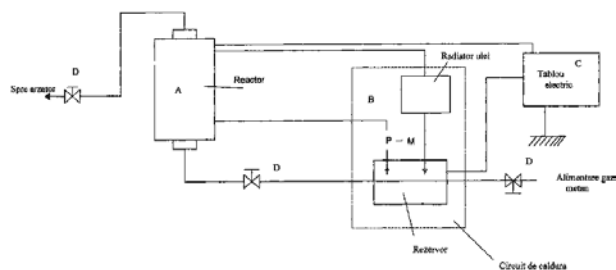 D
Spre arzator
A
Reactor
Radiator ulei
B
C
Tablou
electric
P – M
D
D
Alimentare gaz
metan
Rezervor
Circuit de caldura